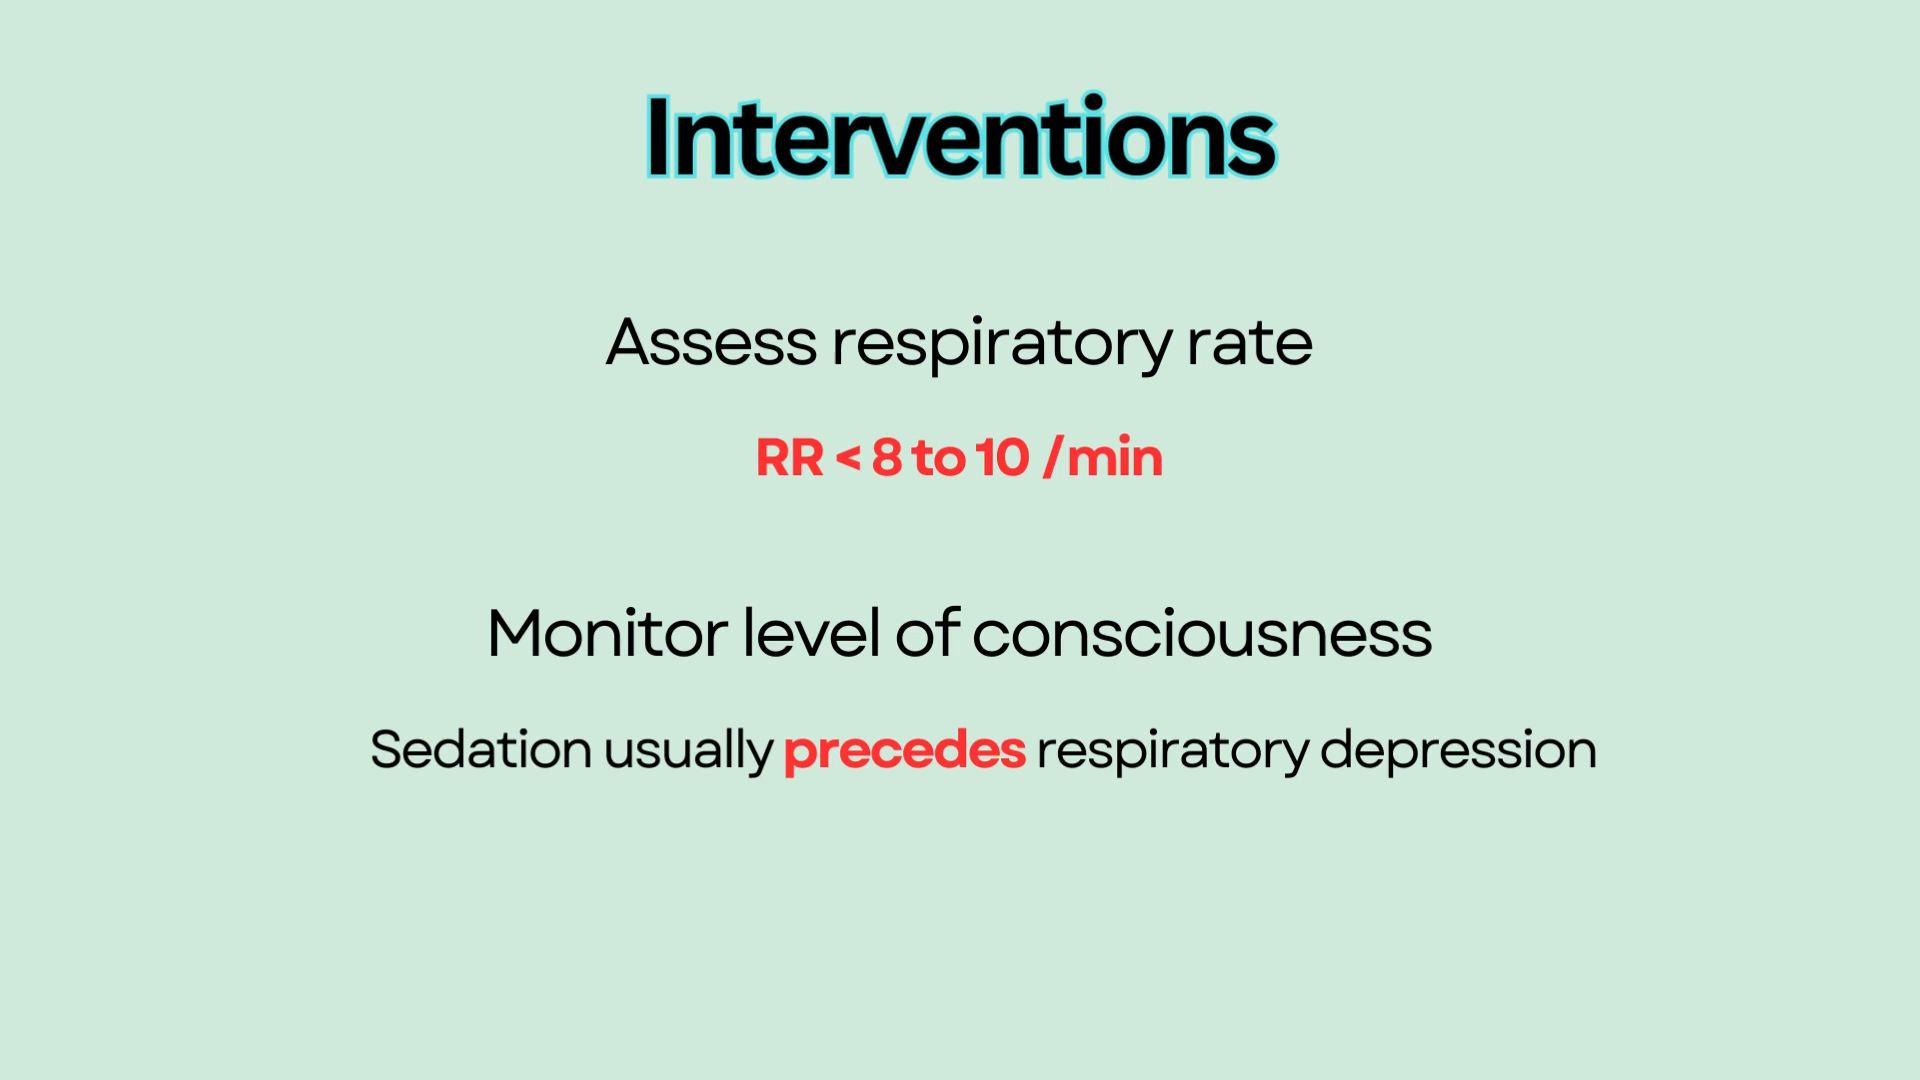 Interventions
Assess respiratory rate
RR < 8 to 10 /min
Monitor level of consciousness
Sedation usually precedes respiratory depression